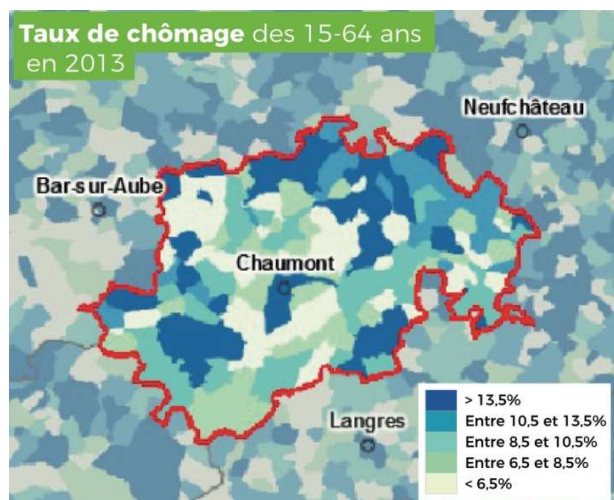 Taux de chômage des 15-64 ans
en 2013
Neufchâteau
Bar-sur-Aube
Chaumont
Langres
> 13,5%
Entre 10,5 et 13,5%
Entre 8,5 et 10,5%
Entre 6,5 et 8,5%
< 6,5%